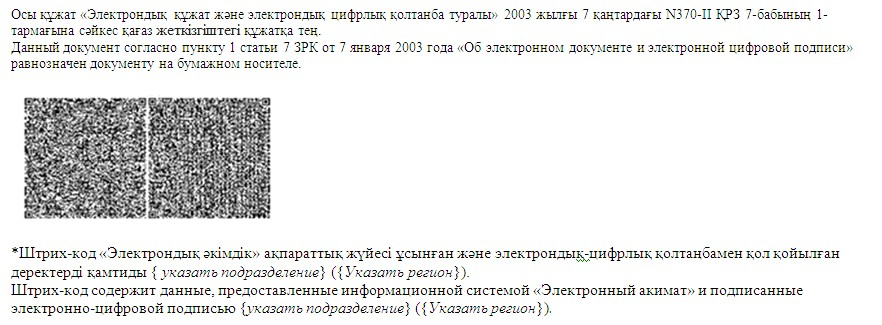 Осы құжат «Электрондық құжат және электрондық цифрлық қолтаңба туралы» 2003 жылғы 7 қаңтардағы N370-II ҚРЗ 7-бабының 1-
тармағына сәйкес қағаз жеткізгіштегі құжатқа тең.
Данный документ согласно пункту 1 статьи 7 ЗРК от 7 января 2003 года «Об электронном документе и электронной цифровой подписи»
равнозначен документу на бумажном носителе.
*Штрих-код «Электрондық әкімдік» ақпараттық жүйесі ұсынған және электрондық-цифрлық қолтаңбамен қол қойылған
деректерді қамтиды { указать подразделение} ({Указать регион}).
Штрих-код содержит данные, предоставленные информационной системой «Электронный акимат» и подписанные
электронно-цифровой подписью {указать подразделение} ({Указать регион}).